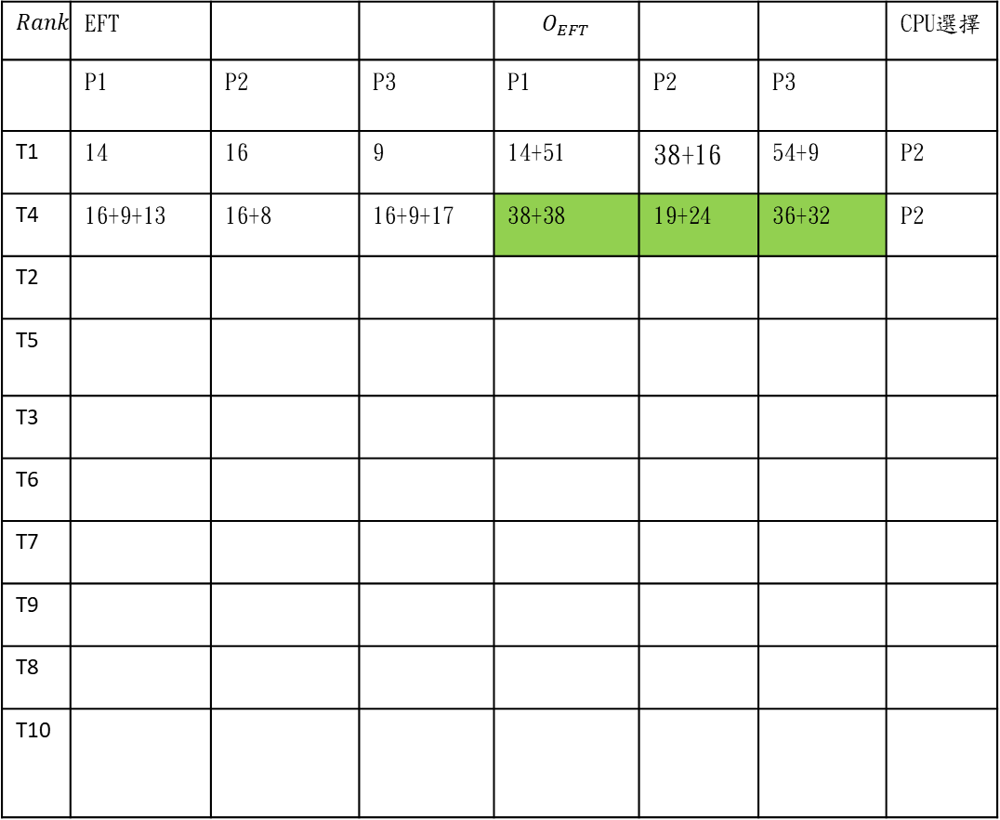 Rank EFT O_EFT CPU選擇
P1 P2 P3 P1 P2 P3
T1 14 16 9 14+51 38+16 54+9 P2
T4 16+9+13 16+8 16+9+17 38+38 19+24 36+32 P2
T2
T5
T3
T6
T7
T9
T8
T10